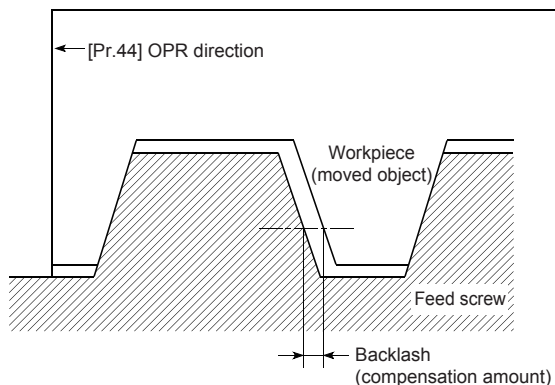 [Pr.44] OPR direction
Workpiece
(moved object)
Feed screw
Backlash
(compensation amount)